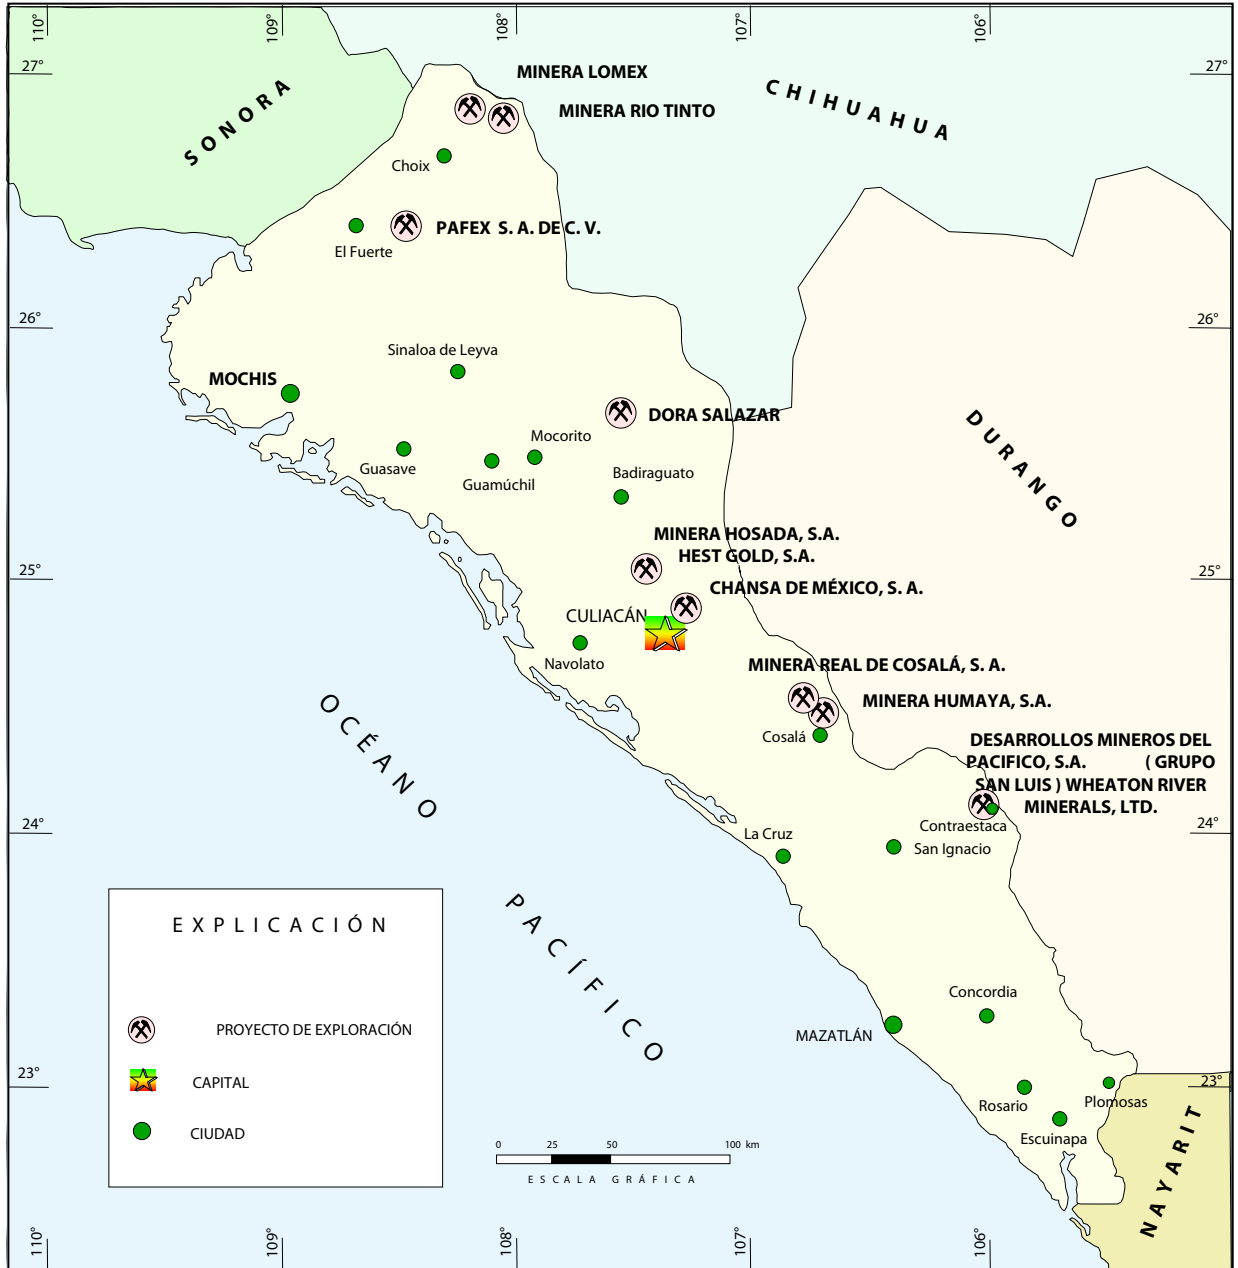 110°
109°
108°
107°
106°
27°
27°
MINERA LOMEX
CHIHUAHUA
SONORA
MINERA RIO TINTO
Choix
PAFEX S. A. DE C. V.
El Fuerte
26°
26°
Sinaloa de Leyva
MOCHIS
DORA SALAZAR
DURANGO
Mocorito
Guasave
Guamúchil
Badiraguato
MINERA HOSADA, S.A.
HEST GOLD, S.A.
25°
25°
CHANSA DE MÉXICO, S. A.
CULIACÁN
Navolato
MINERA REAL DE COSALÁ, S. A.
MINERA HUMAYA, S.A.
Cosalá
DESARROLLOS MINEROS DEL
PACIFICO, S.A. ( GRUPO
SAN LUIS ) WHEATON RIVER
MINERALS, LTD.
OCÉANO
PACÍFICO
24°
24°
Contraestaca
La Cruz
San Ignacio
EXPLICACIÓN
PROYECTO DE EXPLORACIÓN
CAPITAL
CIUDAD
Concordia
MAZATLÁN
23°
23°
Rosario
Plomosas
Escuinapa
NAYARIT
0 25 50 100 km
ESCALA GRÁFICA
110°
109°
108°
107°
106°